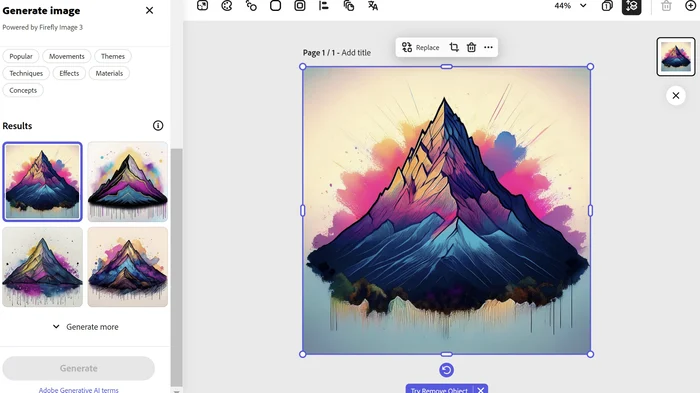 Generate image
Powered by Firefly Image 3
Popular
Movements
Themes
Techniques
Effects
Materials
Concepts
Results
Generate more
Generate
Adobe Generative AI terms
44%
Page 1 / 1 - Add title
Replace
Try Remove Object